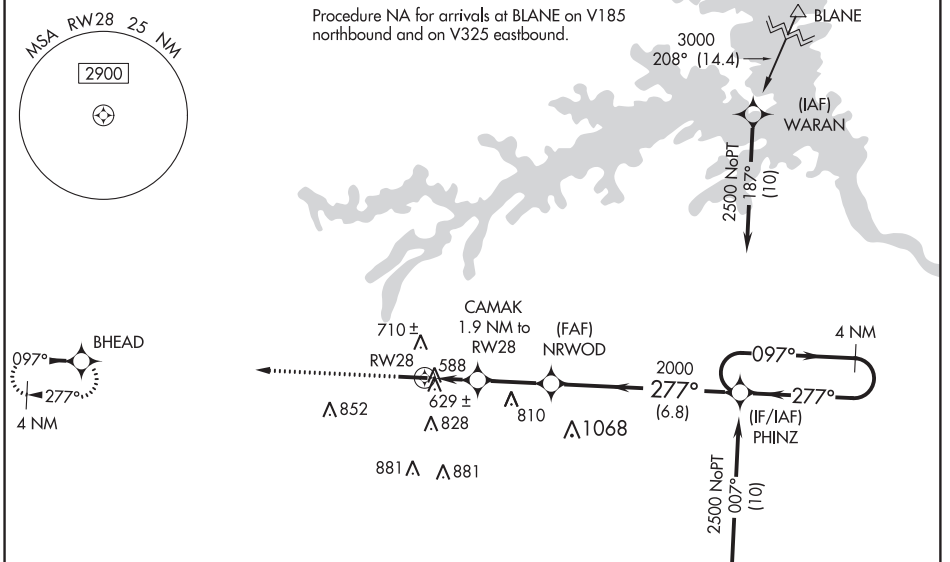 MSA RW28 25 NM
2900
Procedure NA for arrivals at BLANE on V185
northbound and on V325 eastbound.
BLANE
3000
208° (14.4)
(IAF)
WARAN
2500 NoPT
187°
(10)
BHEAD
097°
277°
4 NM
710 ±
RW28
588
629 ±
828
852
881
881
CAMAK
1.9 NM to
RW28
(FAF)
NRWOD
810
1068
2000
277°
(6.8)
4 NM
097°
277°
(IF/IAF)
PHINZ
2500 NoPT
007°
(10)